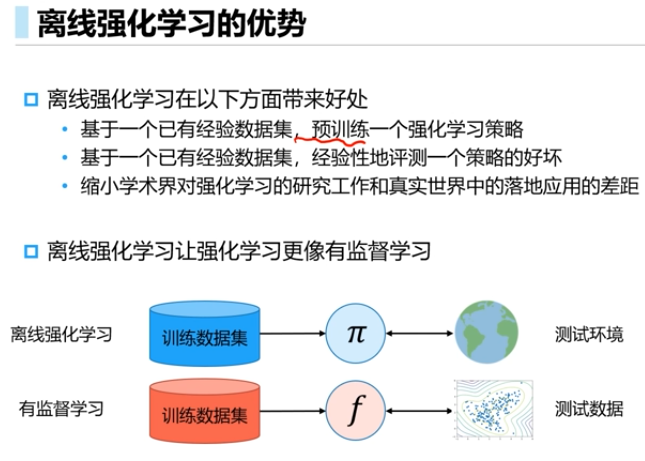 离线强化学习的优势
离线强化学习在以下方面带来好处
• 基于一个已有经验数据集，预训练一个强化学习策略
• 基于一个已有经验数据集，经验性地评测一个策略的好坏
• 缩小学术界对强化学习的研究工作和真实世界中的落地应用的差距
离线强化学习让强化学习更像有监督学习
离线强化学习 训练数据集 π 测试环境
有监督学习 训练数据集 f 测试数据